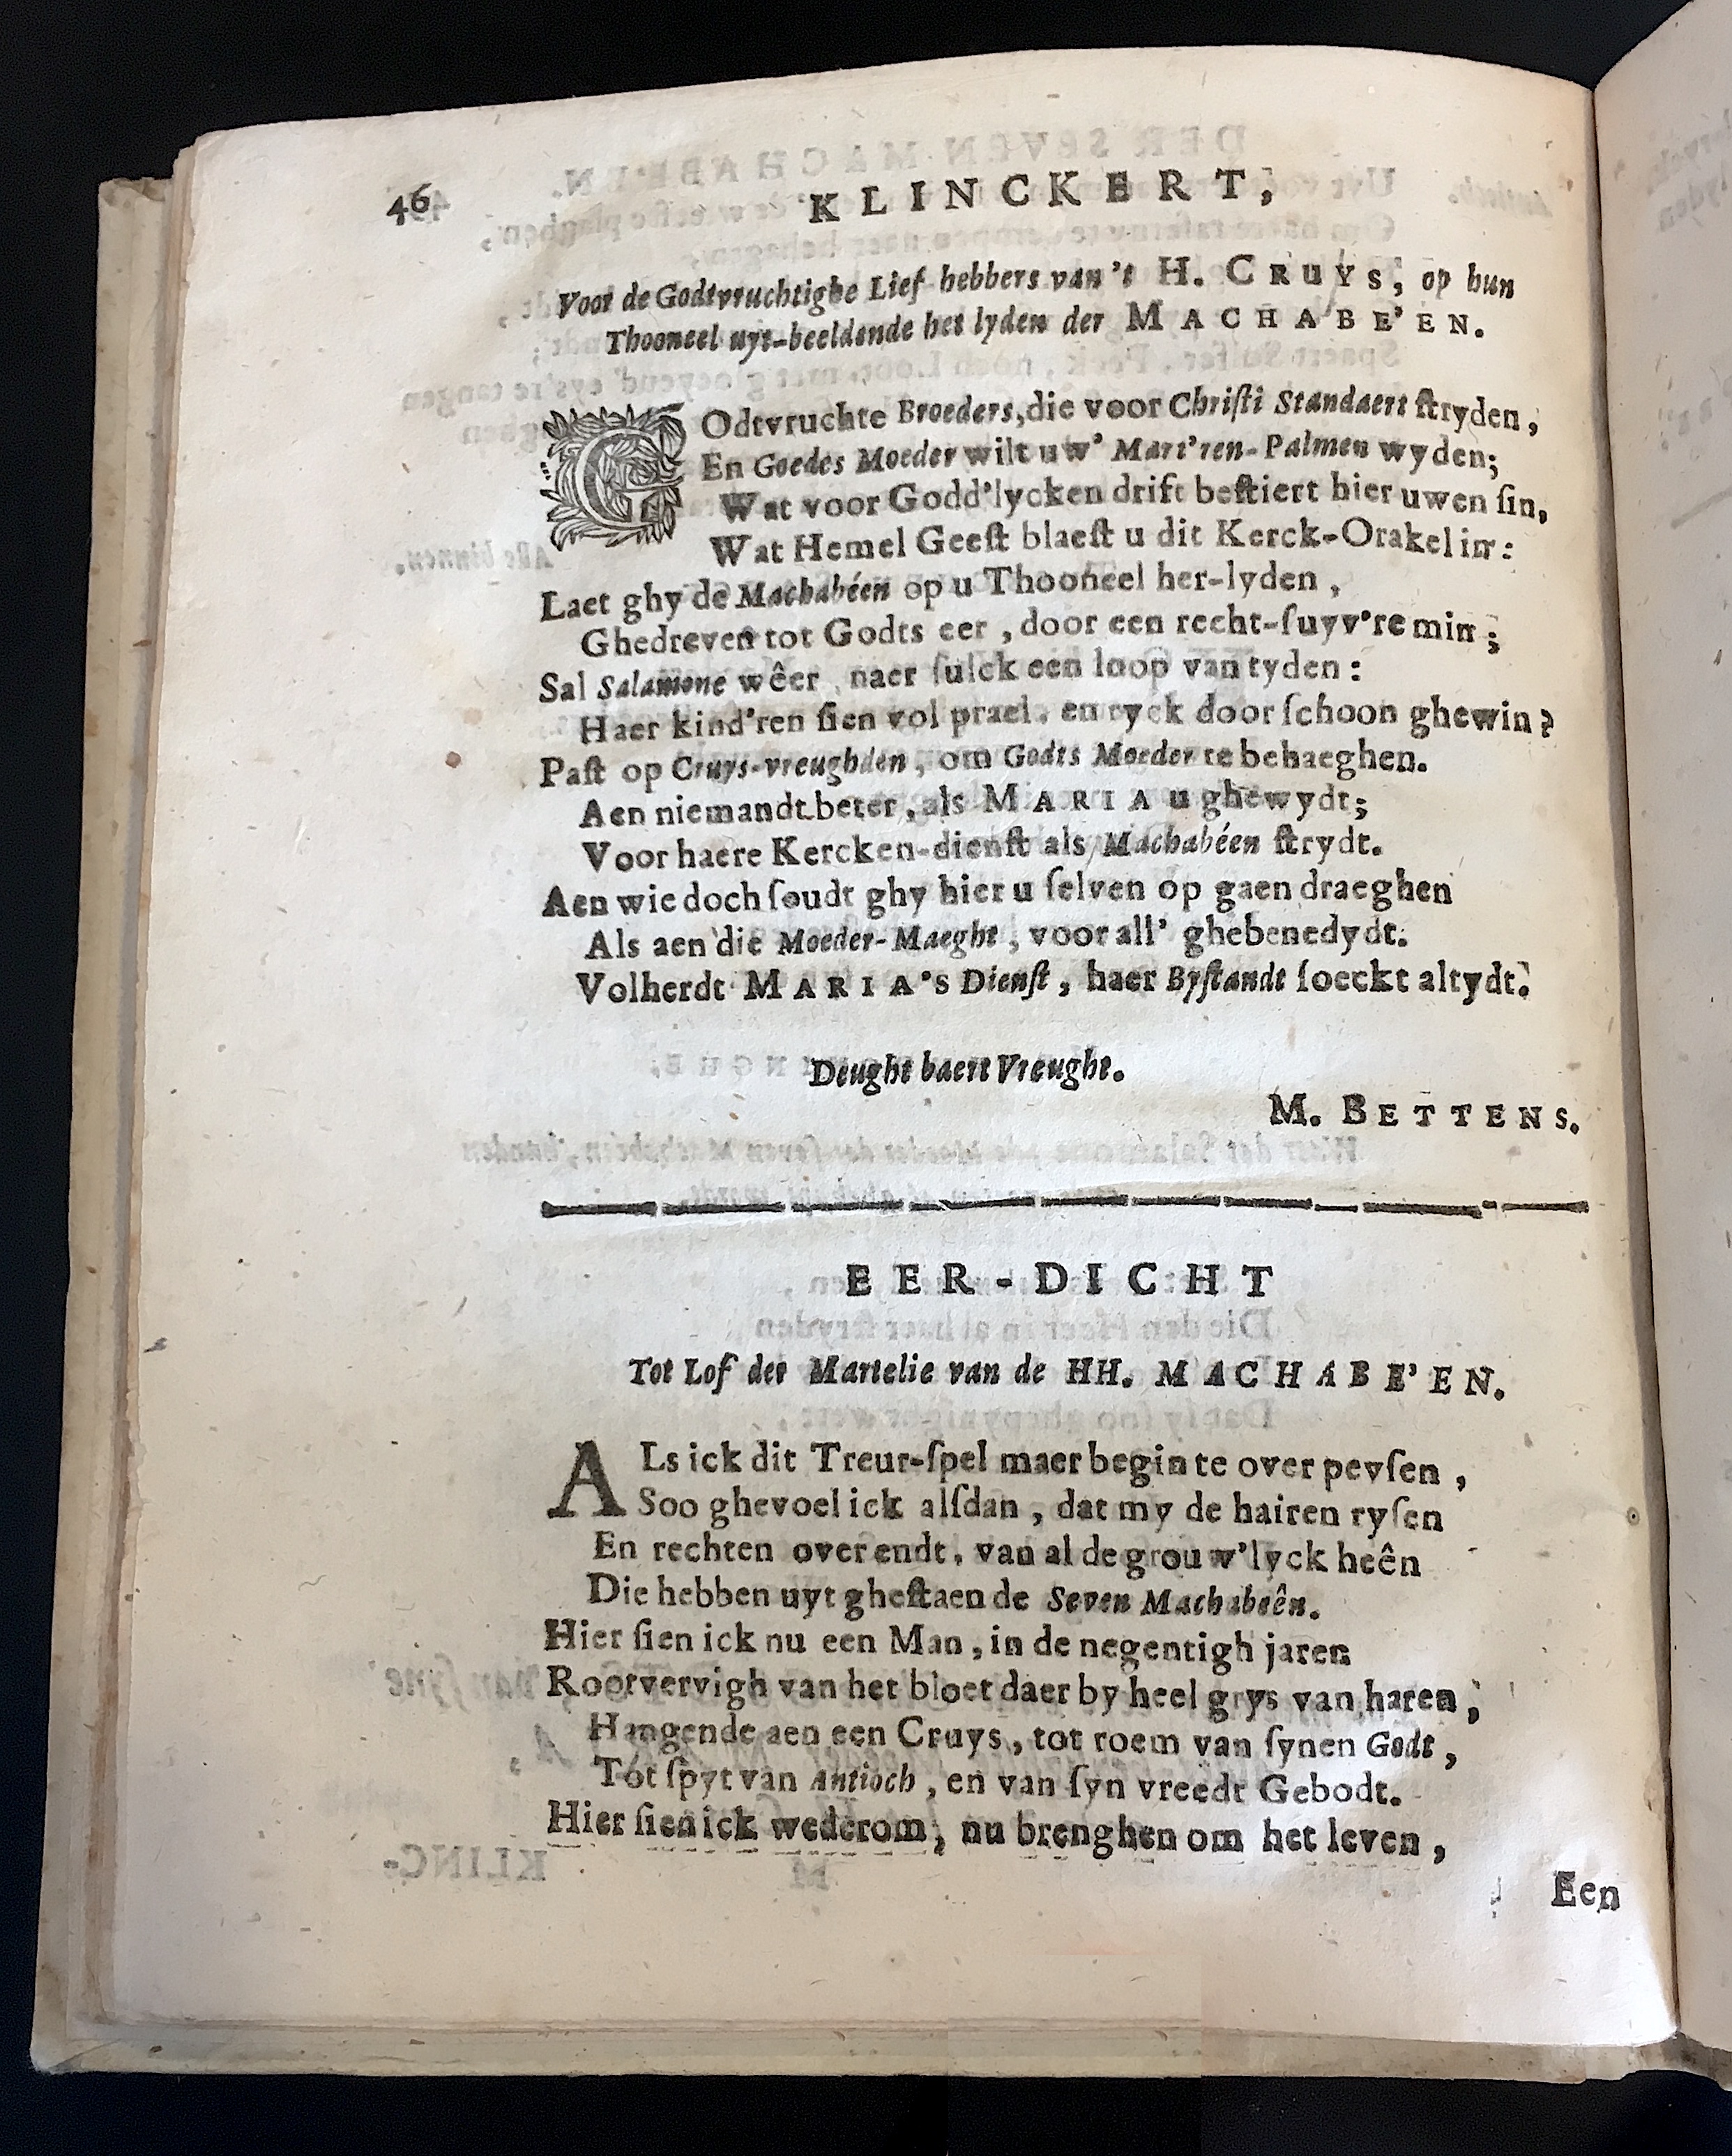 46
KLINCKERT,
Voor de Godtvruchtighe Lief-hebbers van 't H. CRUYS, op hun
Thooneel uyt-beeldende het lyden der MACHABE'EN.
GOdtvruchte Broeders, die voor Chriſti Standaert ſtryden,
En Goedes Moeder wilt uw' Mart'ren-Palmen wyden;
Wat voor Godd'lycken drift beſtiert hier uwen ſin,
Wat Hemel Geeſt blaeſt u dit Kerck-Orakel in:
Laet ghy de Machabéen op u Thooneel her-lyden,
Ghedreven tot Godts eer, door een recht-ſuyv're min;
Sal Salamone wêer, naer ſulck een loop van tyden:
Haer kind'ren ſien vol prael, en ryck door ſchoon ghewin?
Paſt op Cruys-vreughden, om Godts Moeder te behaeghen.
Aen niemandt beter, als MARIA u ghewydt;
Voor haere Kercken-dienſt als Machabéen ſtrydt.
Aen wie doch ſoudt ghy hier u ſelven op gaen draeghen
Als aen die Moeder-Maeght, voor all' ghebenedydt.
Volherdt MARIA'S Dienſt, haer Byſtandt ſoeckt altydt.
Deught baert Vreught.
M. BETTENS.
EER-DICHT
Tot Lof der Martelie van de HH. MACHABE'EN.
ALs ick dit Treur-ſpel maer begin te over peyſen,
Soo ghevoel ick alſdan, dat my de hairen ryſen
En rechten over endt, van al de grouw'lyck heên
Die hebben uyt gheſtaen de Seven Machabeên.
Hier ſien ick nu een Man, in de negentigh jaren
Rootvervigh van het bloet daer by heel grys van haren;
Hangende aen een Cruys, tot roem van ſynen Godt,
Tot ſpyt van Antioch, en van ſyn vreedt Gebodt.
Hier ſien ick wederom, nu brenghen om het leven,
Een